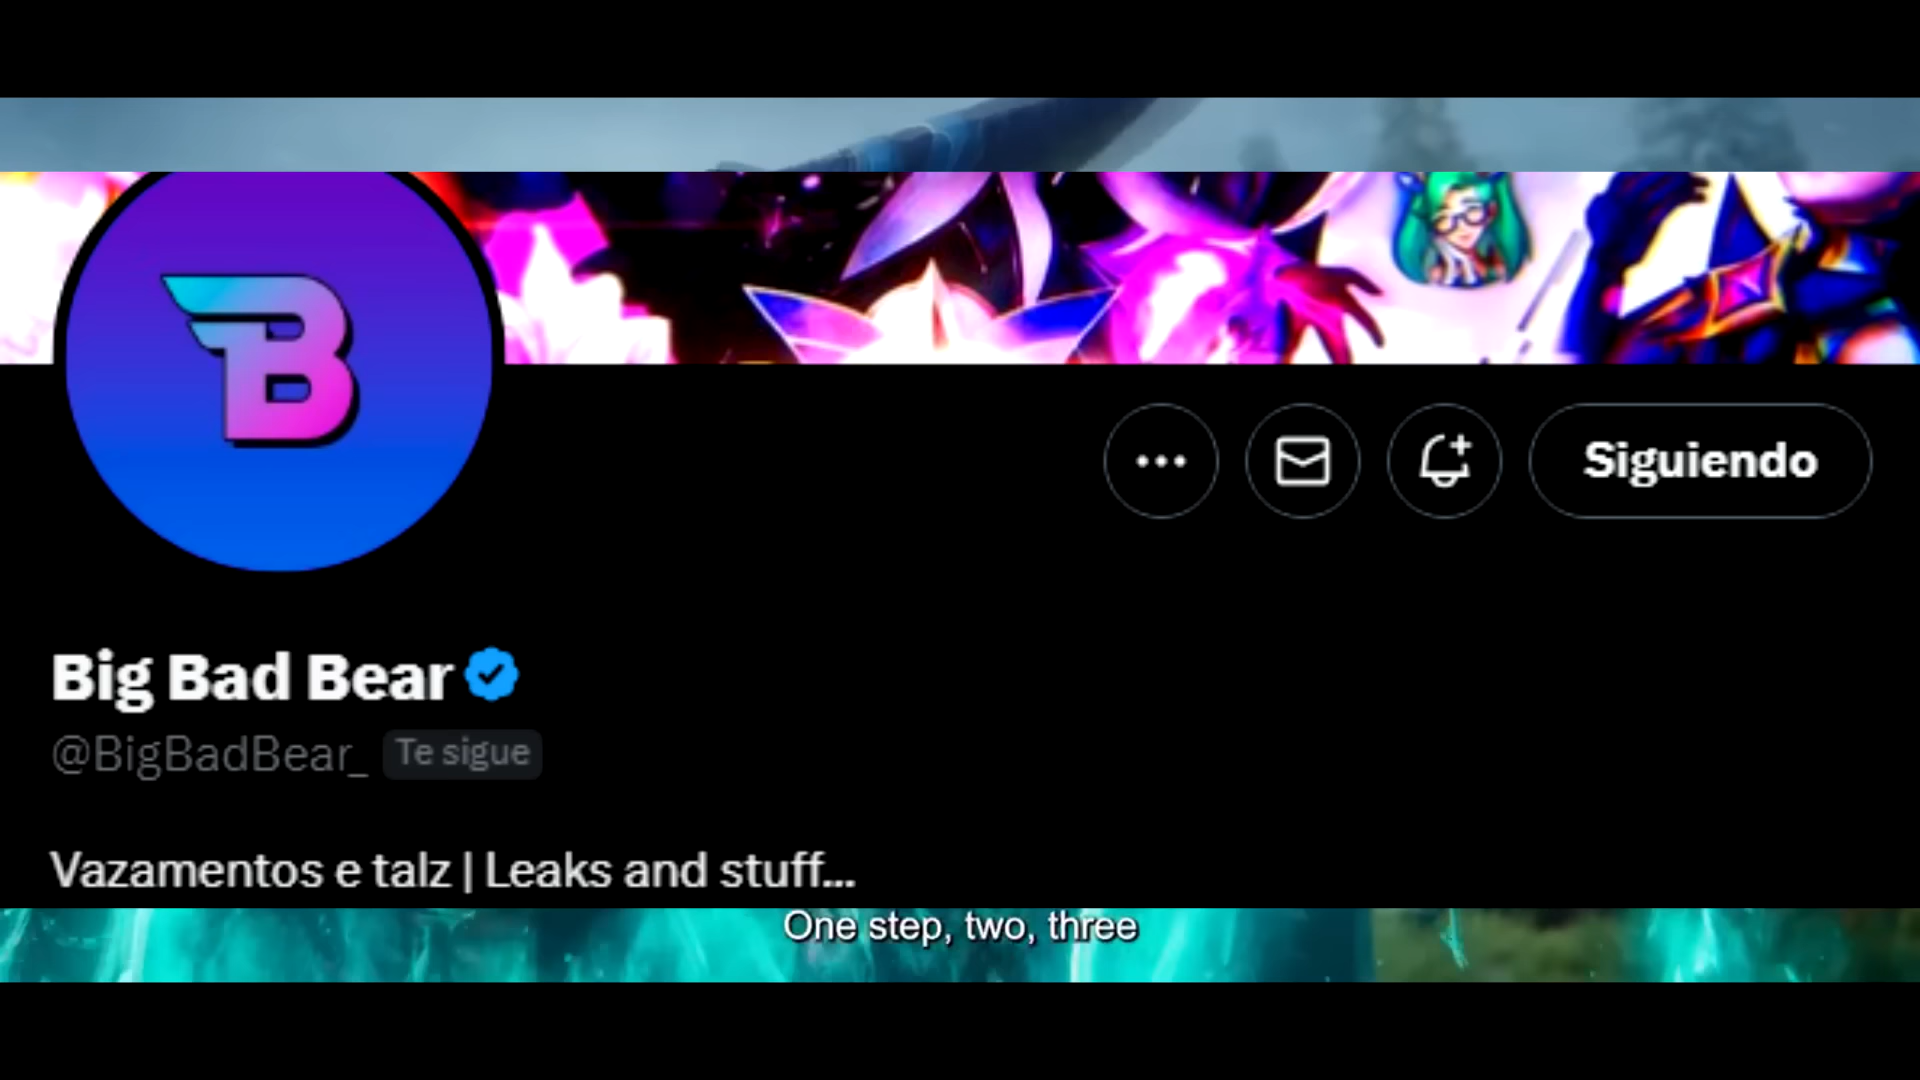 B
Siguiendo
Big Bad Bear
@BigBadBear_ Te sigue
Vazamentos e talz | Leaks and stuff...
One step, two, three